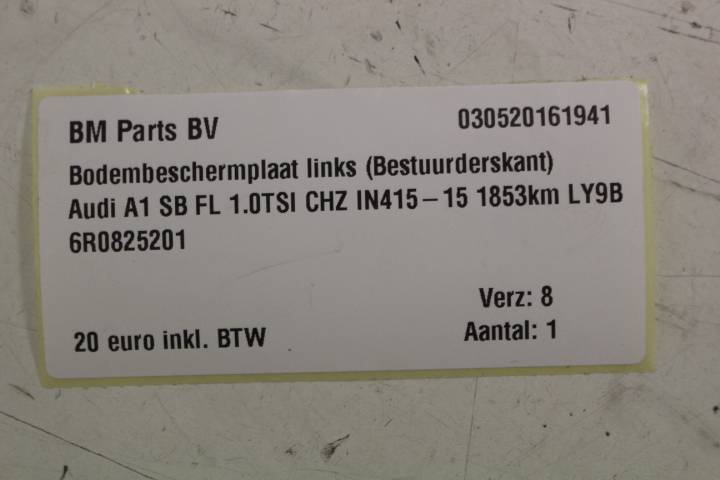 BM Parts BV 030520161941
Bodembeschermplaat links (Bestuurderskant)
Audi A1 SB FL 1.0TSI CHZ IN415-15 1853km LY9B
6R0825201
Verz: 8
20 euro inkl. BTW Aantal: 1